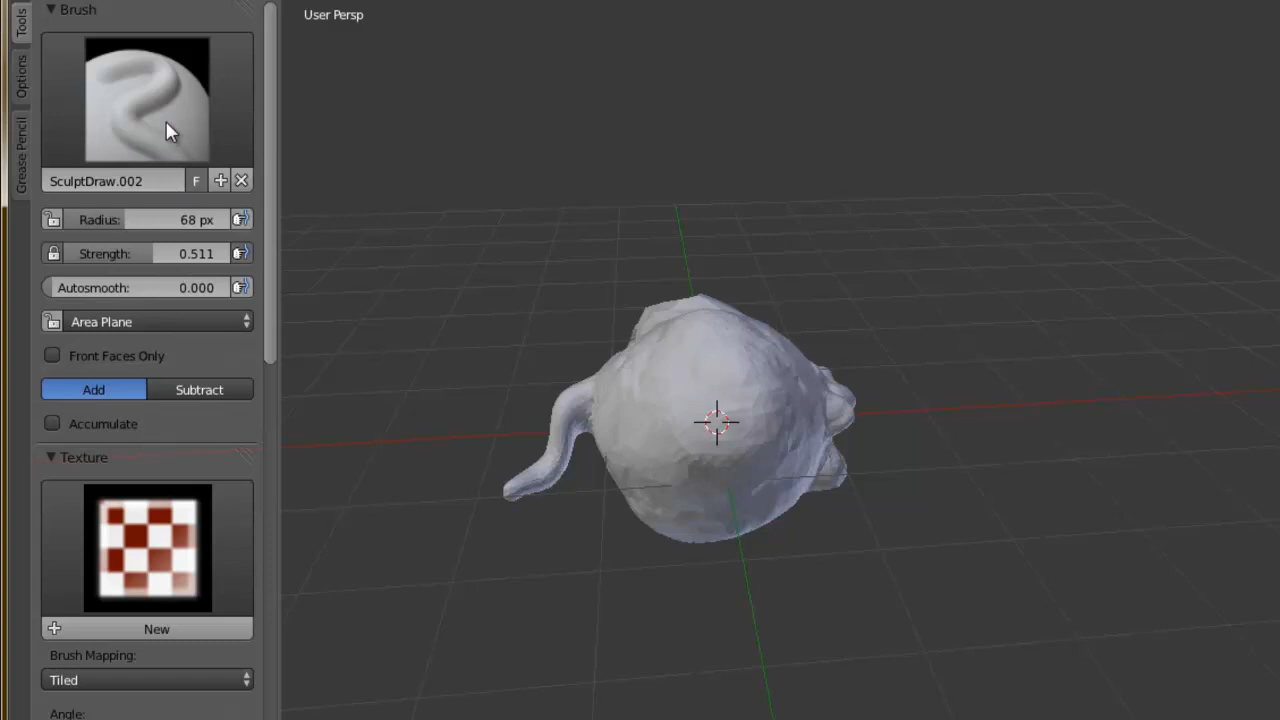 Tools
Options
Grease Pencil
Brush
SculptDraw.002 F
Radius: 68 px
Strength: 0.511
Autosmooth: 0.000
Area Plane
Front Faces Only
Add Subtract
Accumulate
Texture
New
Brush Mapping:
Tiled
Angle:
User Persp